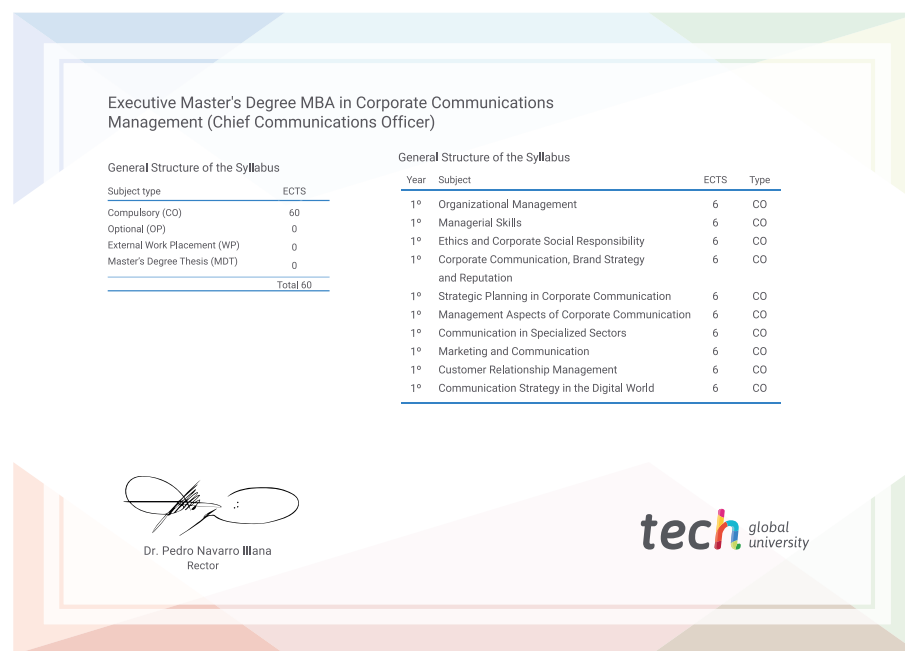 Executive Master's Degree MBA in Corporate Communications
Management (Chief Communications Officer)
General Structure of the Syllabus
Subject type ECTS
Compulsory (CO) 60
Optional (OP) 0
External Work Placement (WP) 0
Master's Degree Thesis (MDT) 0
Total 60
General Structure of the Syllabus
Year Subject ECTS Type
1º Organizational Management 6 CO
1º Managerial Skills 6 CO
1º Ethics and Corporate Social Responsibility 6 CO
1º Corporate Communication, Brand Strategy 6 CO
and Reputation
1º Strategic Planning in Corporate Communication 6 CO
1º Management Aspects of Corporate Communication 6 CO
1º Communication in Specialized Sectors 6 CO
1º Marketing and Communication 6 CO
1º Customer Relationship Management 6 CO
1º Communication Strategy in the Digital World 6 CO
Dr. Pedro Navarro Illana
Rector
tech global
university